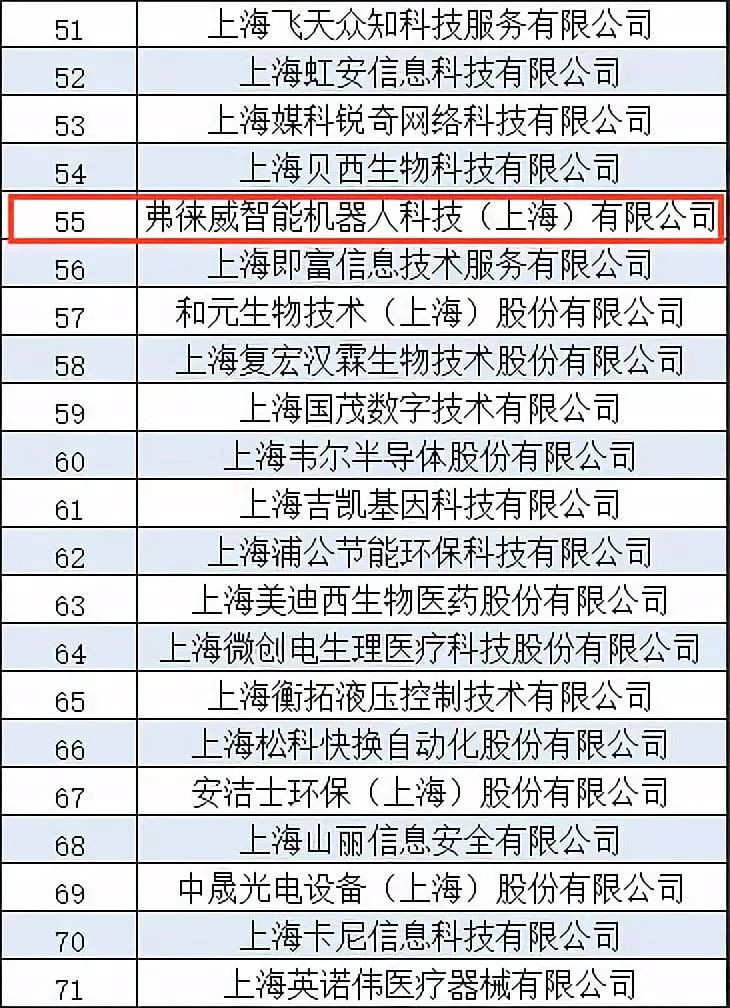 51 上海飞天众知科技服务有限公司
52 上海虹安信息科技有限公司
53 上海媒科锐奇网络科技有限公司
54 上海贝西生物科技有限公司
55 弗徕威智能机器人科技（上海）有限公司
56 上海即富信息技术服务有限公司
57 和元生物技术（上海）股份有限公司
58 上海复宏汉霖生物技术股份有限公司
59 上海国茂数字技术有限公司
60 上海韦尔半导体股份有限公司
61 上海吉凯基因科技有限公司
62 上海浦公节能环保科技有限公司
63 上海美迪西生物医药股份有限公司
64 上海微创电生理医疗科技股份有限公司
65 上海衡拓液压控制技术有限公司
66 上海松科快换自动化股份有限公司
67 安洁士环保（上海）股份有限公司
68 上海山丽信息安全有限公司
69 中晟光电设备（上海）股份有限公司
70 上海卡尼信息科技有限公司
71 上海英诺伟医疗器械有限公司